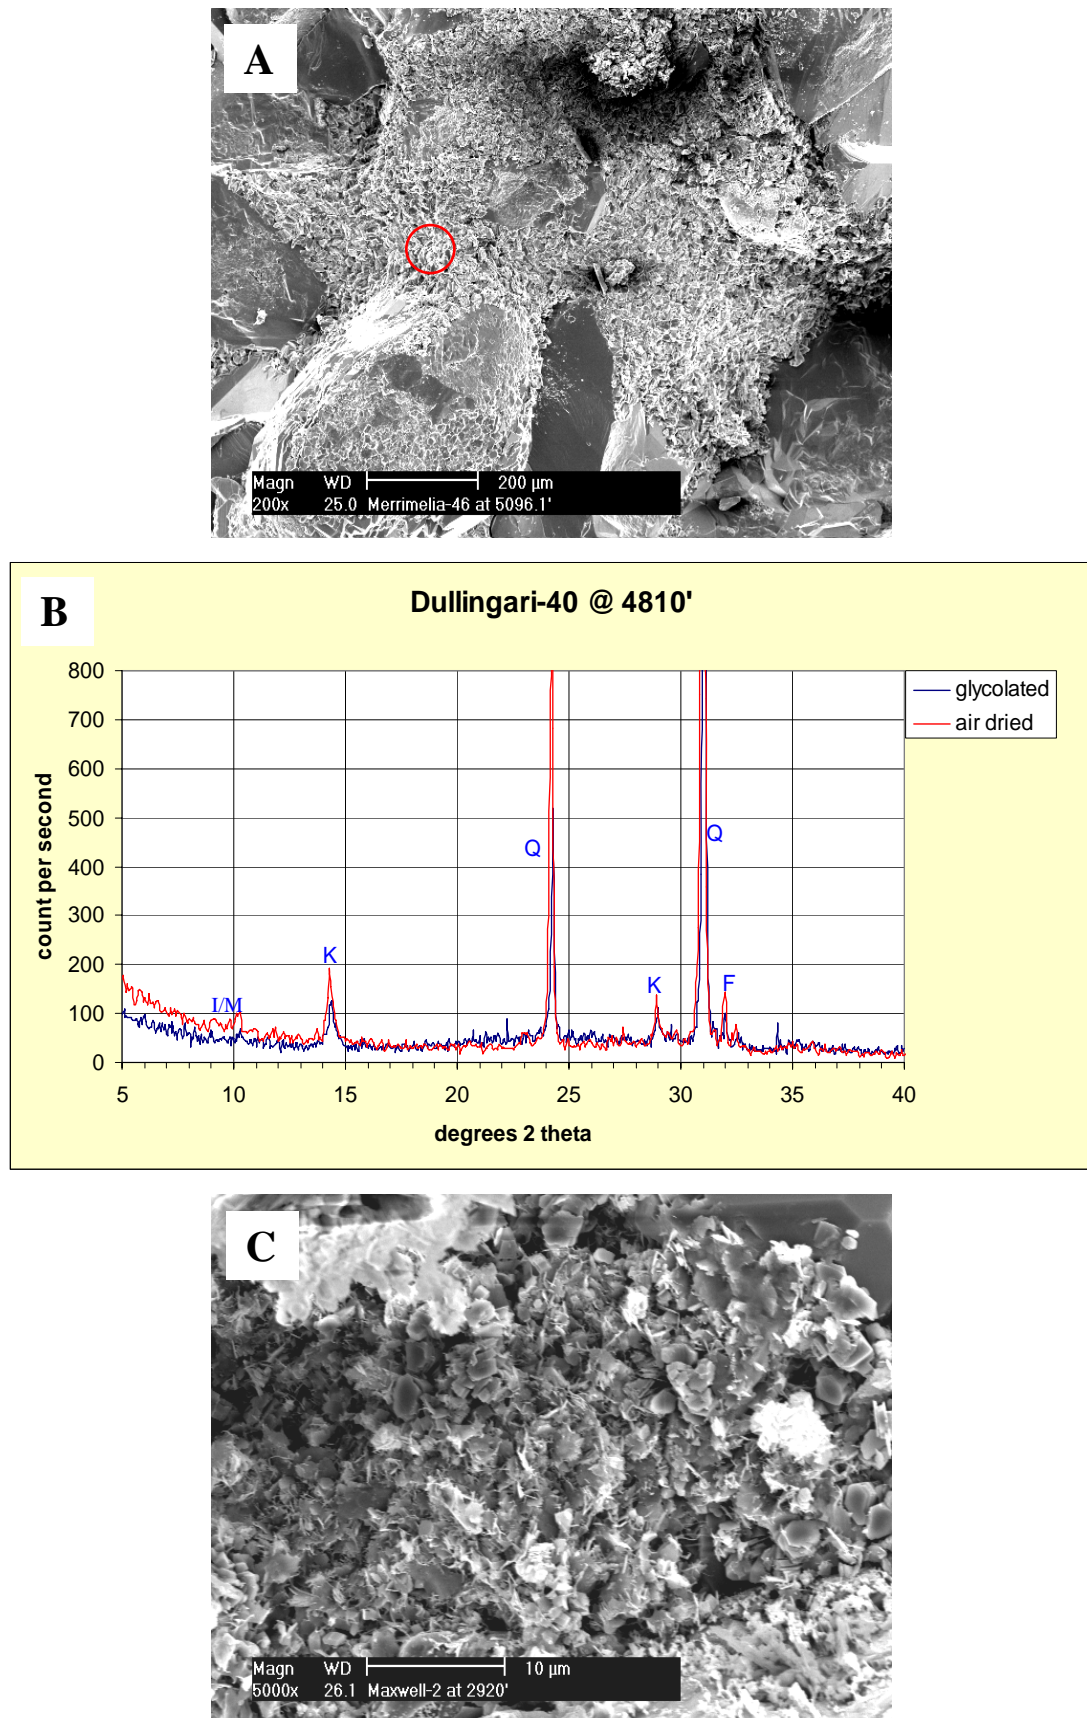 A
Magn WD 200 µm
200x 25.0 Merrimelia-46 at 5096.1'
B
Dullingari-40 @ 4810'
glycolated
air dried
800
700
600
500
400
300
200
100
0
count per second
I/M
K
Q
K
Q
F
5 10 15 20 25 30 35 40
degrees 2 theta
C
Magn WD 10 µm
5000x 26.1 Maxwell-2 at 2920'